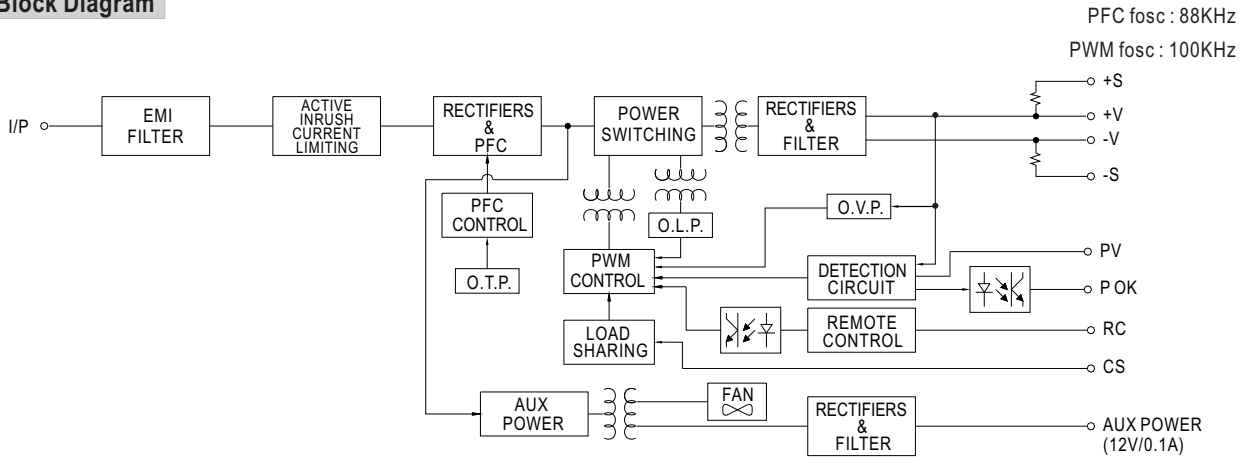 Block Diagram
PFC fosc : 88KHz
PWM fosc : 100KHz
I/P
EMI
FILTER
ACTIVE
INRUSH
CURRENT
LIMITING
RECTIFIERS
&
PFC
POWER
SWITCHING
RECTIFIERS
&
FILTER
+S
+V
-V
-S
PFC
CONTROL
O.T.P.
O.L.P.
O.V.P.
PWM
CONTROL
DETECTION
CIRCUIT
PV
P OK
LOAD
SHARING
REMOTE
CONTROL
RC
CS
AUX
POWER
FAN
RECTIFIERS
&
FILTER
AUX POWER
(12V/0.1A)